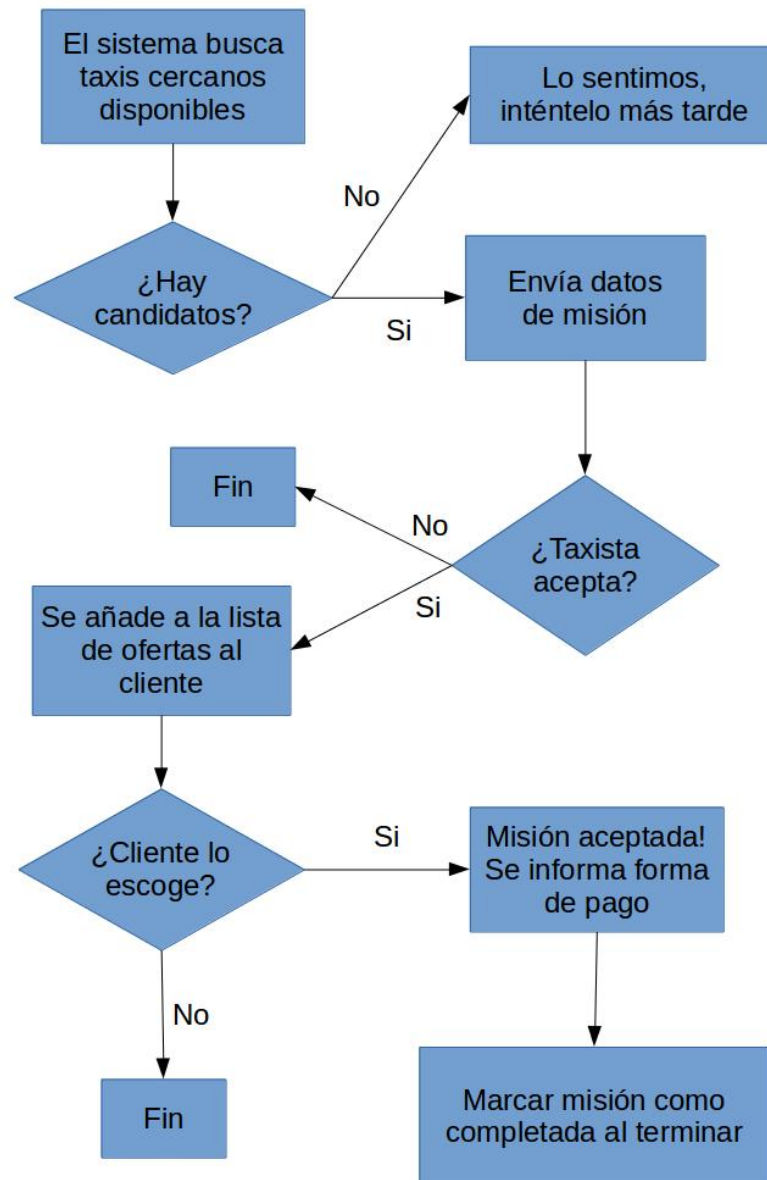 El sistema busca
taxis cercanos
disponibles
Lo sentimos,
inténtelo más tarde
No
¿Hay
candidatos?
Si
Envía datos
de misión
Fin
No
¿Taxista
acepta?
Si
Se añade a la lista
de ofertas al
cliente
¿Cliente lo
escoge?
Si
Misión aceptada!
Se informa forma
de pago
No
Fin
Marcar misión como
completada al terminar